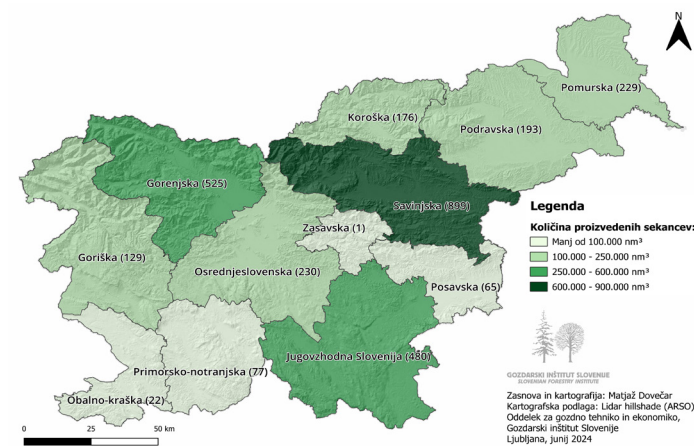 N
Pomurska (229)
Koroška (176)
Podravska (193)
Gorenjska (525)
Savinjska (890)
Zasavska (1)
Goriška (129)
Osrednjeslovenska (230)
Posavska (65)
Jugovzhodna Slovenija (480)
Primorsko-notranjska (77)
Obalno-kraška (22)
0 25 50 km
Legenda
Količina proizvedenih sekancev:
Manj od 100.000 nm³
100.000 - 250.000 nm³
250.000 - 600.000 nm³
600.000 - 900.000 nm³
GOZDARSKI INŠTITUT SLOVENIJE
SLOVENIAN FORESTRY INSTITUTE
Zasnova in kartografija: Matjaž Dovečar
Kartografska podlaga: Lidar hillshade (ARSO)
Oddelek za gozdno tehniko in ekonomiko,
Gozdarski inštitut Slovenije
Ljubljana, junij 2024